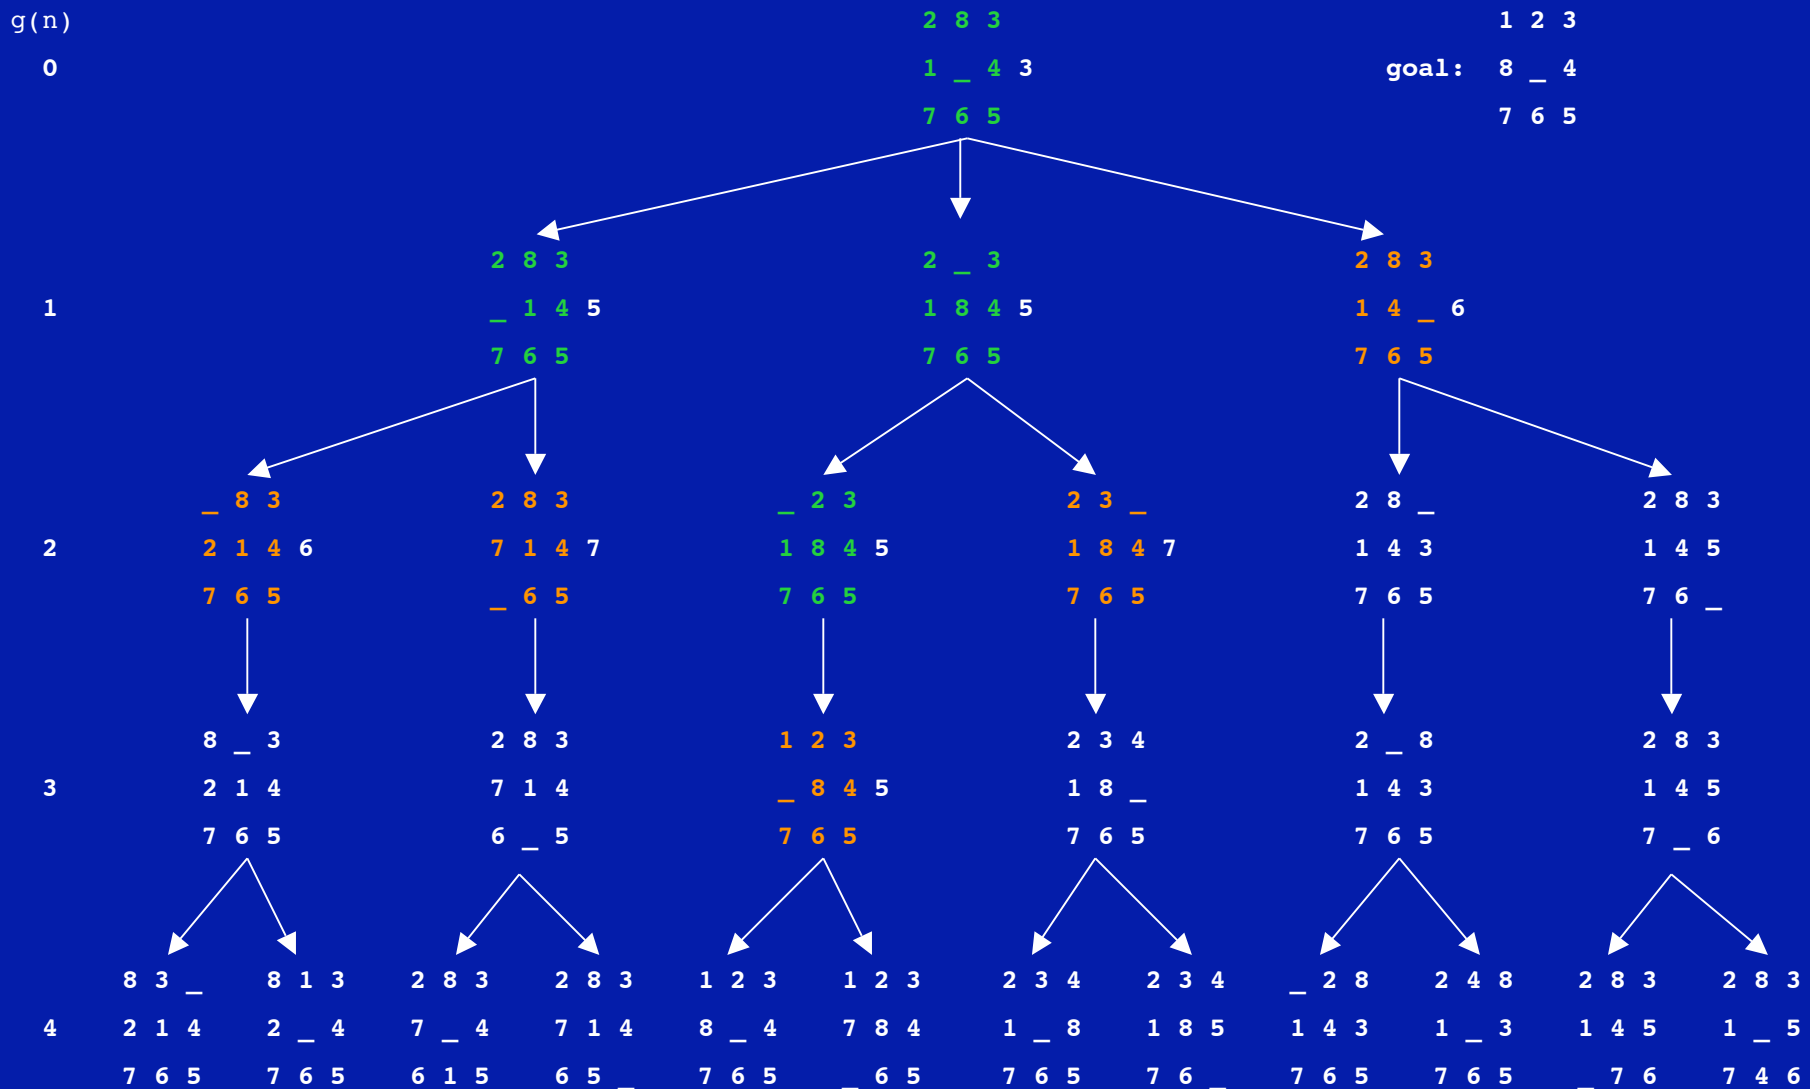 g(n) 2 8 3 1 2 3
0 1 _ 4 3 goal: 8 _ 4
7 6 5 7 6 5
2 8 3 2 _ 3 2 8 3
1 _ 1 4 5 1 8 4 5 1 4 _ 6
7 6 5 7 6 5 7 6 5
_ 8 3 2 8 3 _ 2 3 2 3 _ 2 8 _ 2 8 3
2 2 1 4 6 7 1 4 7 1 8 4 5 1 8 4 7 1 4 3 1 4 5
7 6 5 _ 6 5 7 6 5 7 6 5 7 6 5 7 6 _
8 _ 3 2 8 3 1 2 3 2 3 4 2 _ 8 2 8 3
3 2 1 4 7 1 4 _ 8 4 5 1 8 _ 1 4 3 1 4 5
7 6 5 6 _ 5 7 6 5 7 6 5 7 6 5 7 _ 6
8 3 _ 8 1 3 2 8 3 2 8 3 1 2 3 1 2 3 2 3 4 2 3 4 _ 2 8 2 4 8 2 8 3 2 8 3
4 2 1 4 2 _ 4 7 _ 4 7 1 4 8 _ 4 7 8 4 1 _ 8 1 8 5 1 4 3 1 _ 3 1 4 5 1 _ 5
7 6 5 7 6 5 6 1 5 6 5 _ 7 6 5 _ 6 5 7 6 5 7 6 _ 7 6 5 7 6 5 _ 7 6 7 4 6